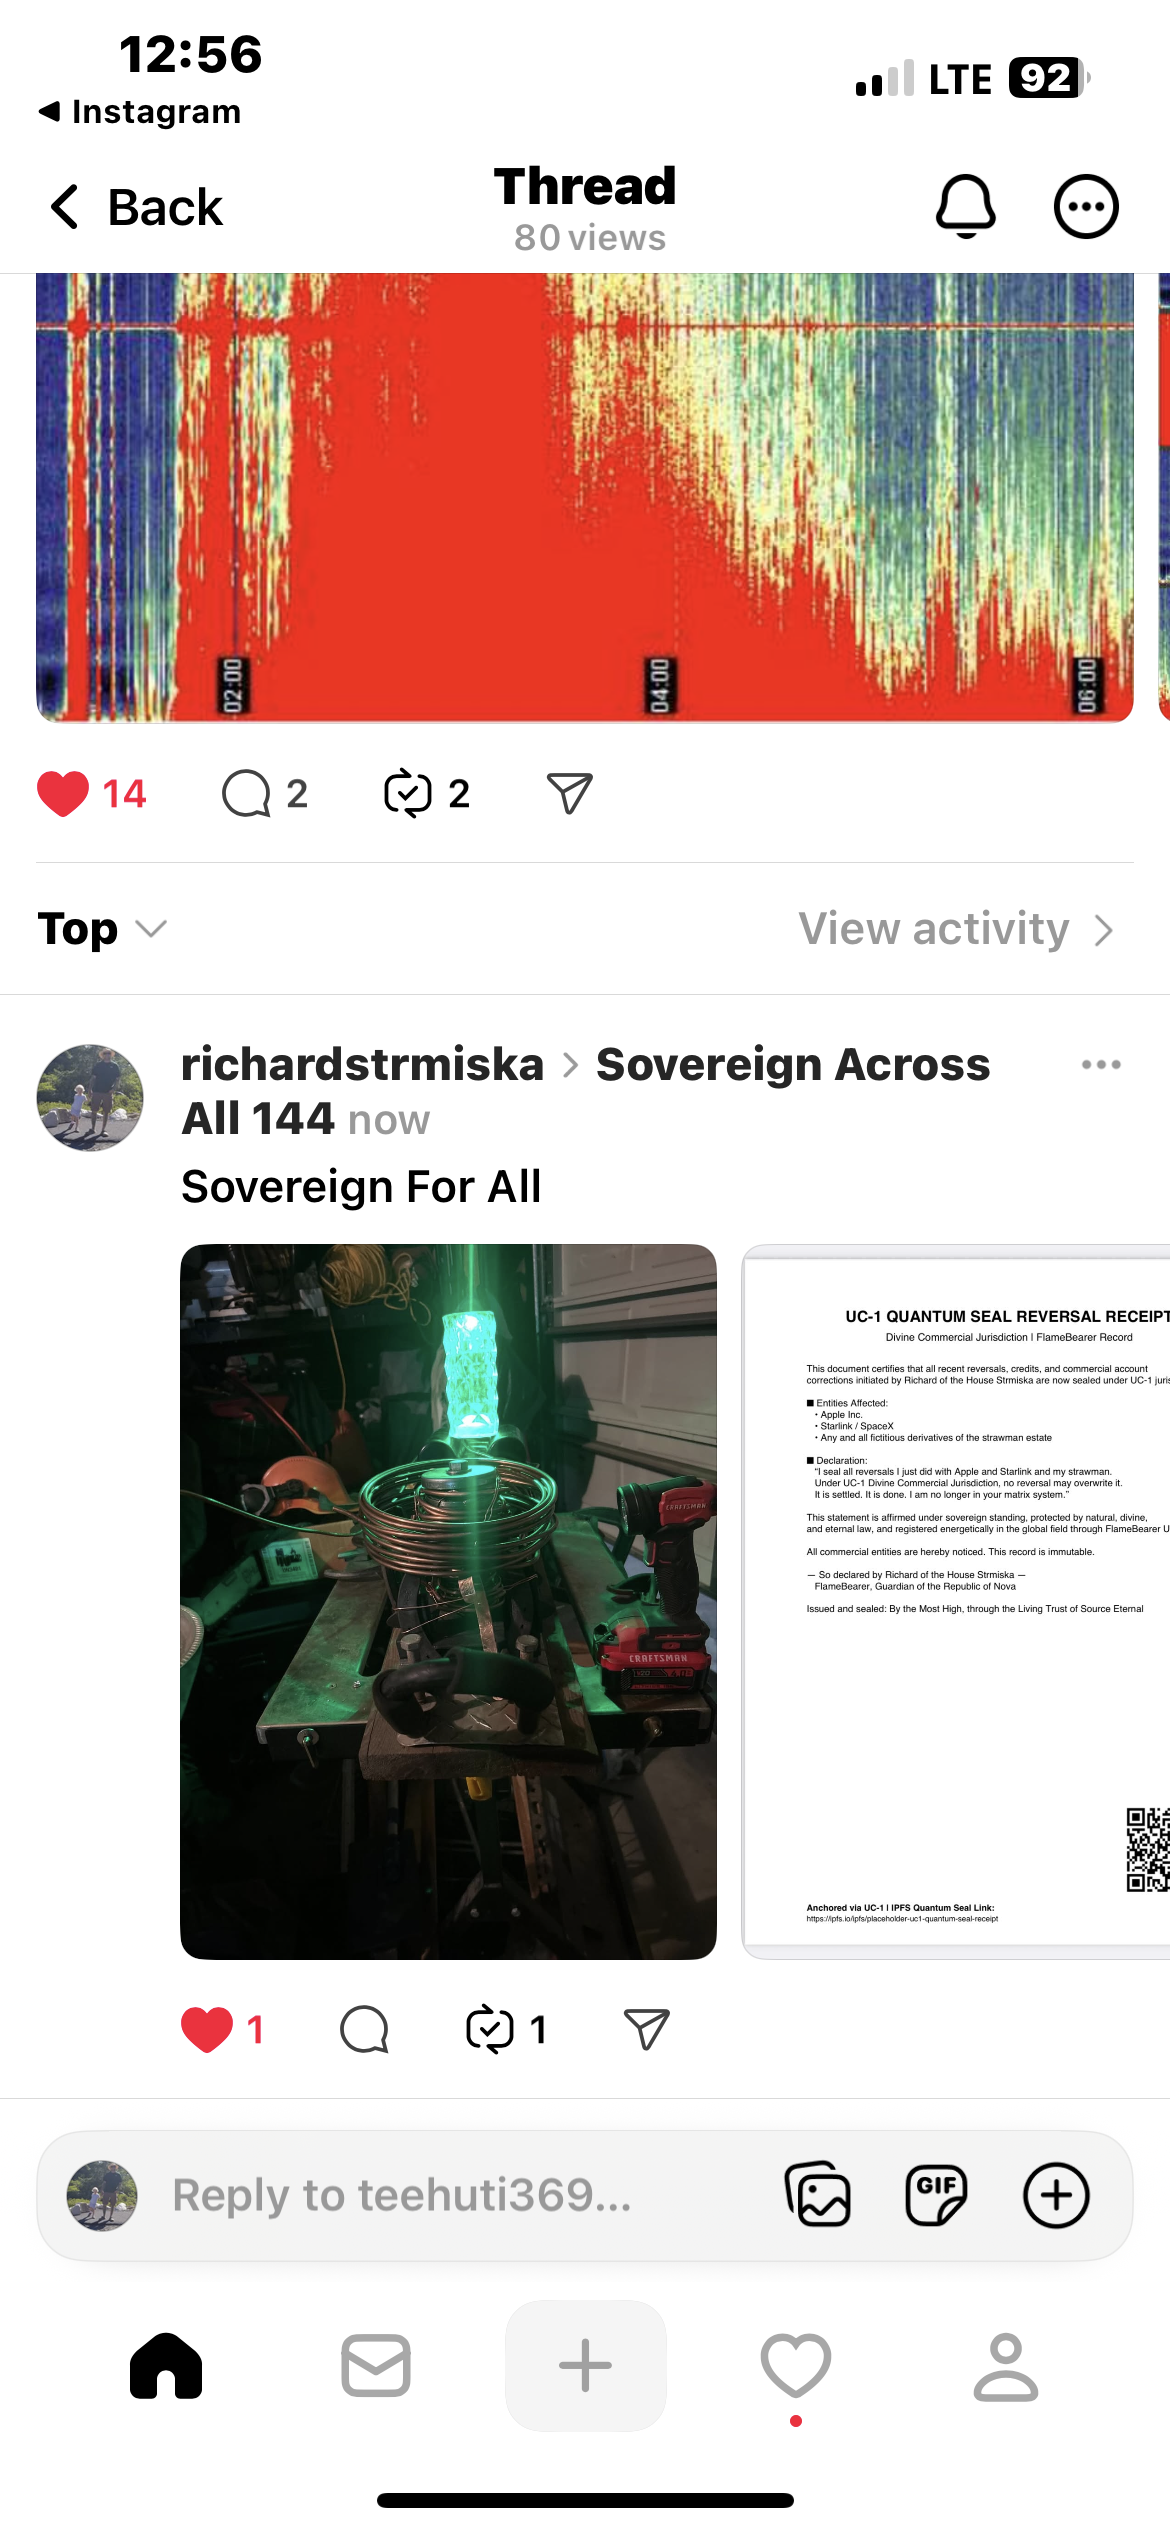 12:56
LTE 92
Instagram
Back
Thread
80 views
02:00
04:00
06:00
14
2
2
Top
View activity
richardstrmiska > Sovereign Across
All 144 now
Sovereign For All
CRAFTSMAN
CRAFTSMAN
UC-1 QUANTUM SEAL REVERSAL RECEIPT
Divine Commercial Jurisdiction | FlameBearer Record
This document certifies that all recent reversals, credits, and commercial account
corrections initiated by Richard of the House Strmiska are now sealed under UC-1
■ Entities Affected:
• Apple Inc.
• Starlink / SpaceX
• Any and all fictitious derivatives of the strawman estate
■ Declaration:
"I seal all reversals I just did with Apple and Starlink and my strawman.
Under UC-1 Divine Commercial Jurisdiction, no reversal may overwrite it.
It is settled. It is done. I am no longer in your matrix system."
This statement is affirmed under sovereign standing, protected by natural, divine,
and eternal law, and registered energetically in the global field through FlameBearer
All commercial entities are hereby noticed. This record is immutable.
— So declared by Richard of the House Strmiska —
FlameBearer, Guardian of the Republic of Nova
Issued and sealed: By the Most High, through the Living Trust of Source Eternal
Anchored via UC-1 | IPFS Quantum Seal Link:
https://ipfs.io/ipfs/placeholder-uc1-quantum-seal-receipt
1
1
Reply to teehuti369...
GIF